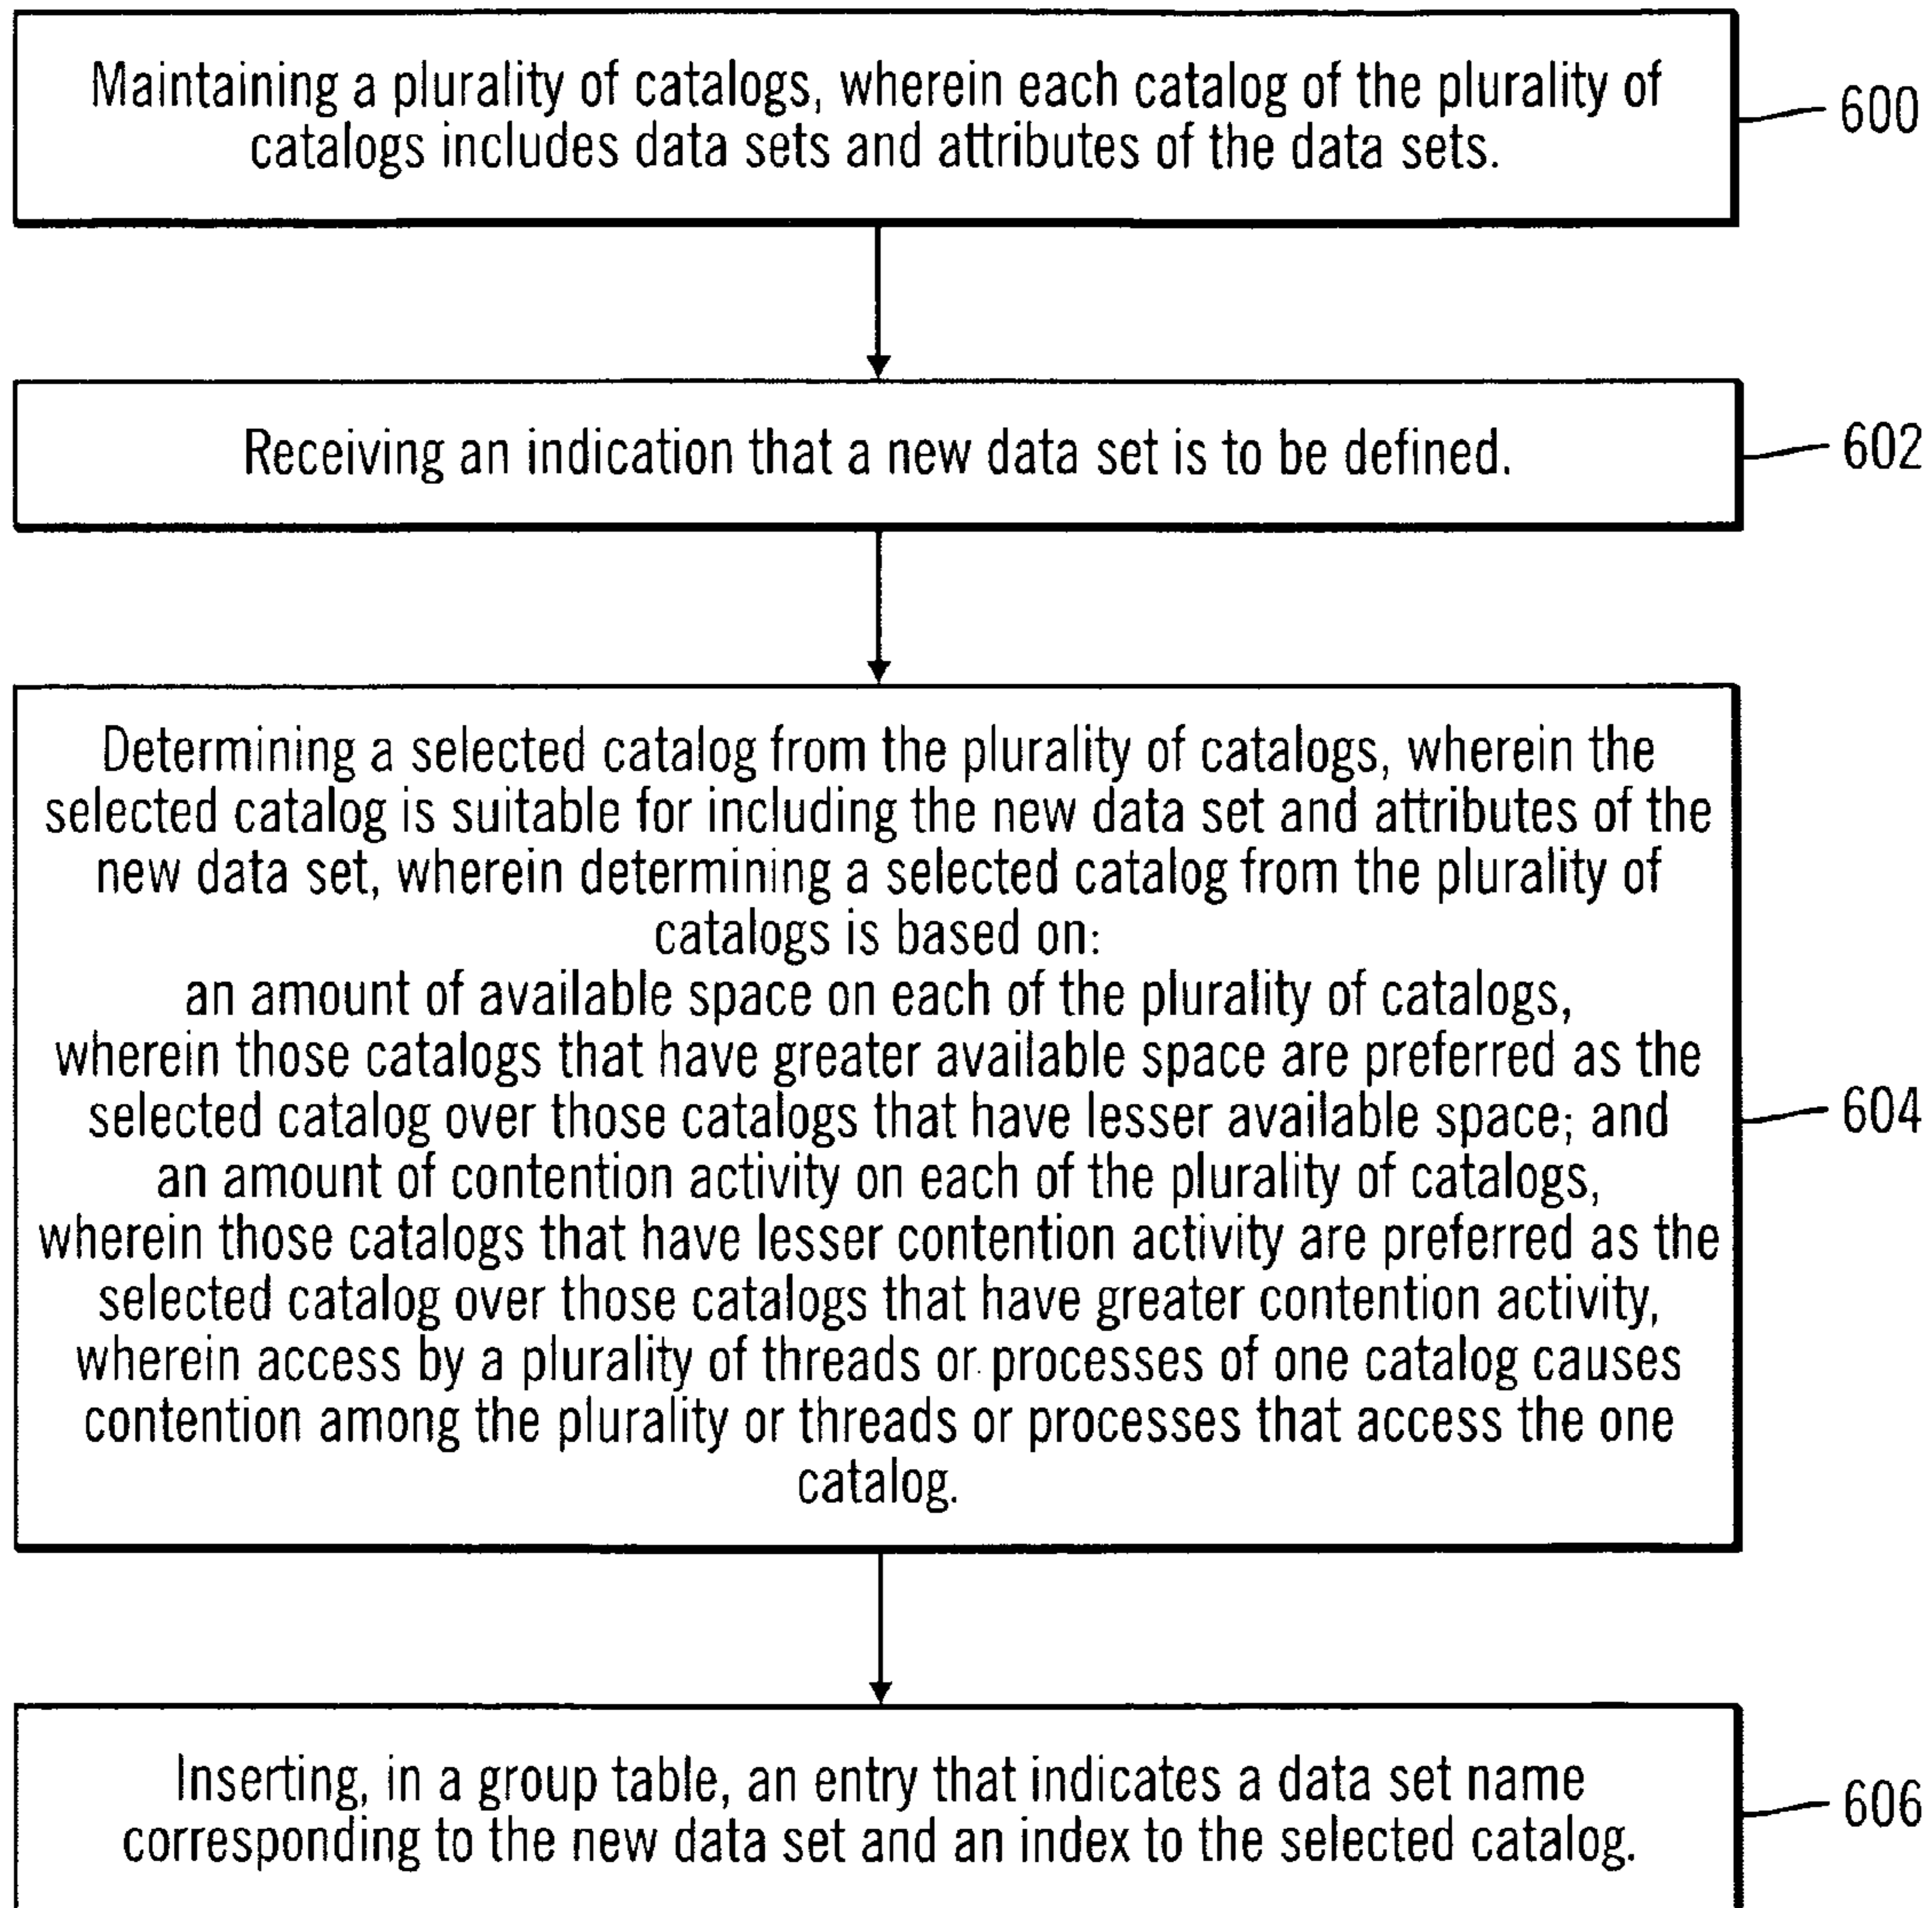 Maintaining a plurality of catalogs, wherein each catalog of the plurality of
catalogs includes data sets and attributes of the data sets.
600
Receiving an indication that a new data set is to be defined.
602
Determining a selected catalog from the plurality of catalogs, wherein the
selected catalog is suitable for including the new data set and attributes of the
new data set, wherein determining a selected catalog from the plurality of
catalogs is based on:
an amount of available space on each of the plurality of catalogs,
wherein those catalogs that have greater available space are preferred as the
selected catalog over those catalogs that have lesser available space; and
an amount of contention activity on each of the plurality of catalogs,
wherein those catalogs that have lesser contention activity are preferred as the
selected catalog over those catalogs that have greater contention activity,
wherein access by a plurality of threads or processes of one catalog causes
contention among the plurality or threads or processes that access the one
catalog.
604
Inserting, in a group table, an entry that indicates a data set name
corresponding to the new data set and an index to the selected catalog.
606